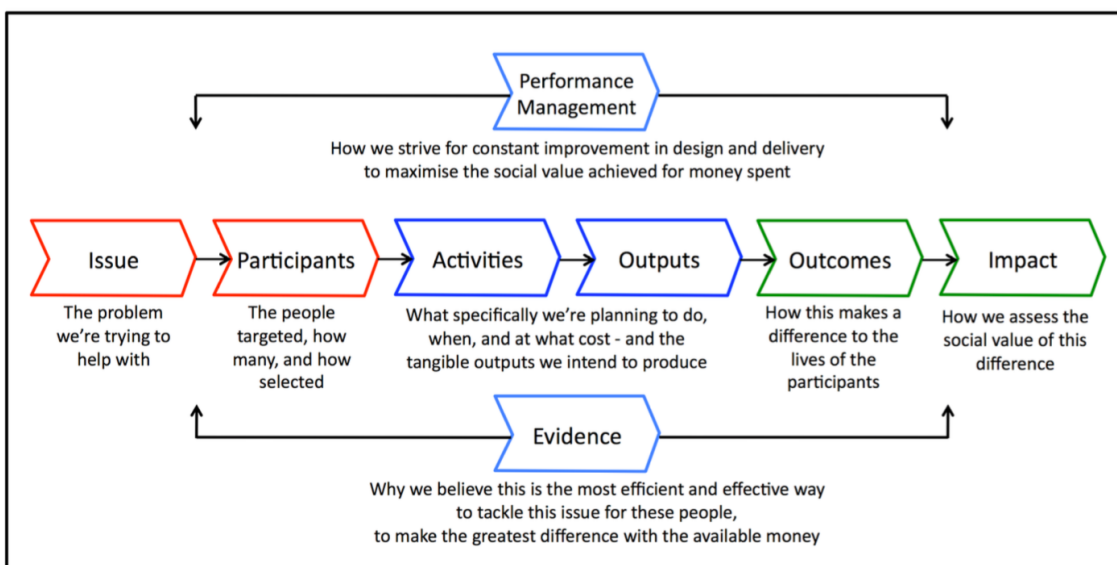 Performance
Management
How we strive for constant improvement in design and delivery
to maximise the social value achieved for money spent
Issue
Participants
Activities
Outputs
Outcomes
Impact
The problem
we're trying to
help with
The people
targeted, how
many, and how
selected
What specifically we're planning to do,
when, and at what cost - and the
tangible outputs we intend to produce
How this makes a
difference to the
lives of the
participants
How we assess the
social value of this
difference
Evidence
Why we believe this is the most efficient and effective way
to tackle this issue for these people,
to make the greatest difference with the available money